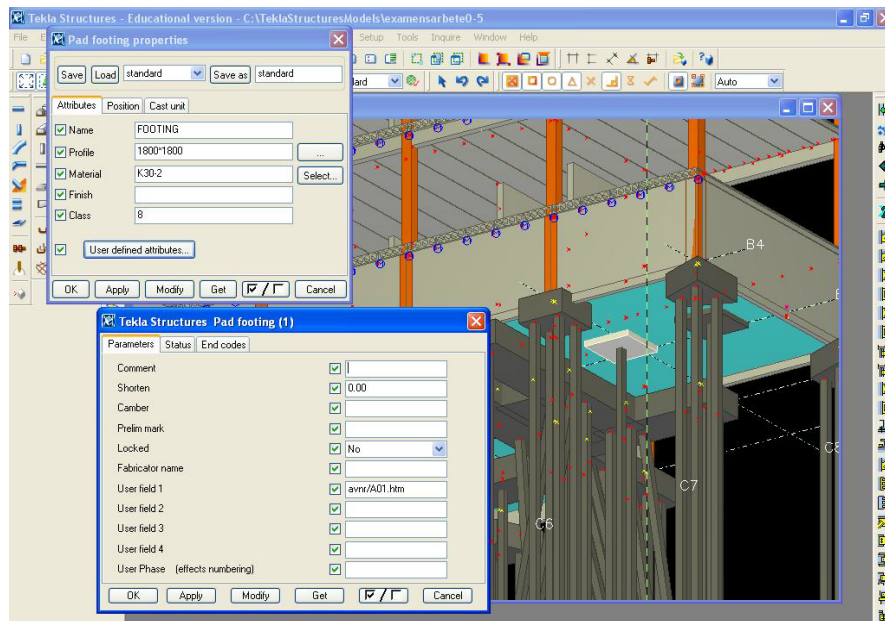 Tekla Structures - Educational version - C:\TeklaStructuresModels\examensarbete0-5
File
Setup Tools Inquire Window Help
Auto
Pad footing properties
Save Load standard Save as standard
Attributes Position Cast unit
Name FOOTING
Profile 1800*1800 ...
Material K30-2 Select...
Finish
Class 8
User defined attributes...
OK Apply Modify Get / Cancel
B4
C8
C7
C6
Tekla Structures Pad footing (1)
Parameters Status End codes
Comment
Shorten 0.00
Camber
Prelim mark
Locked No
Fabricator name
User field 1 avnr/A01.htm
User field 2
User field 3
User field 4
User Phase (effects numbering)
OK Apply Modify Get / Cancel